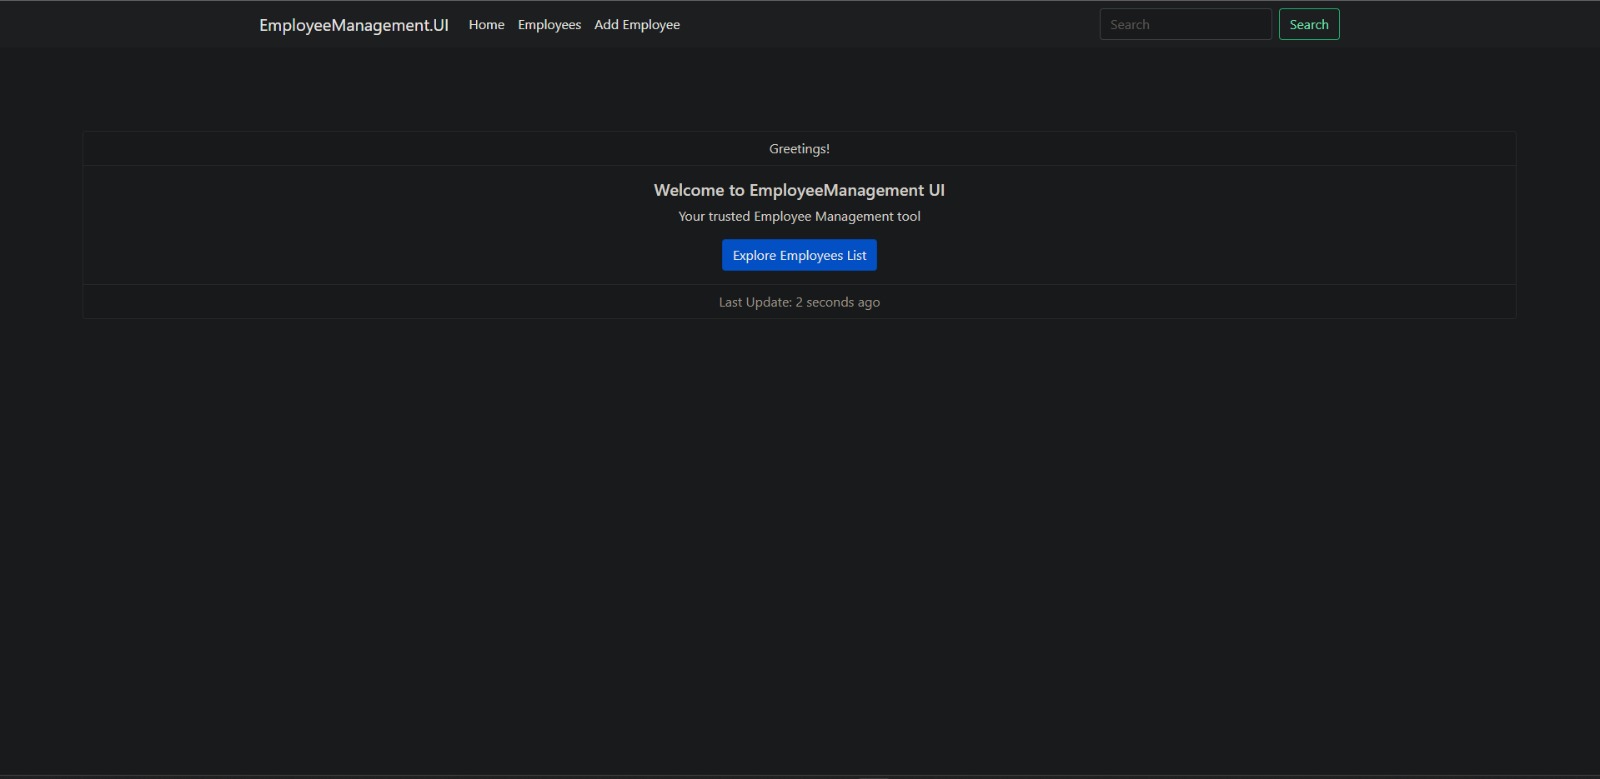 EmployeeManagement.UI Home Employees Add Employee Search Search
Greetings!
Welcome to EmployeeManagement UI
Your trusted Employee Management tool
Explore Employees List
Last Update: 2 seconds ago